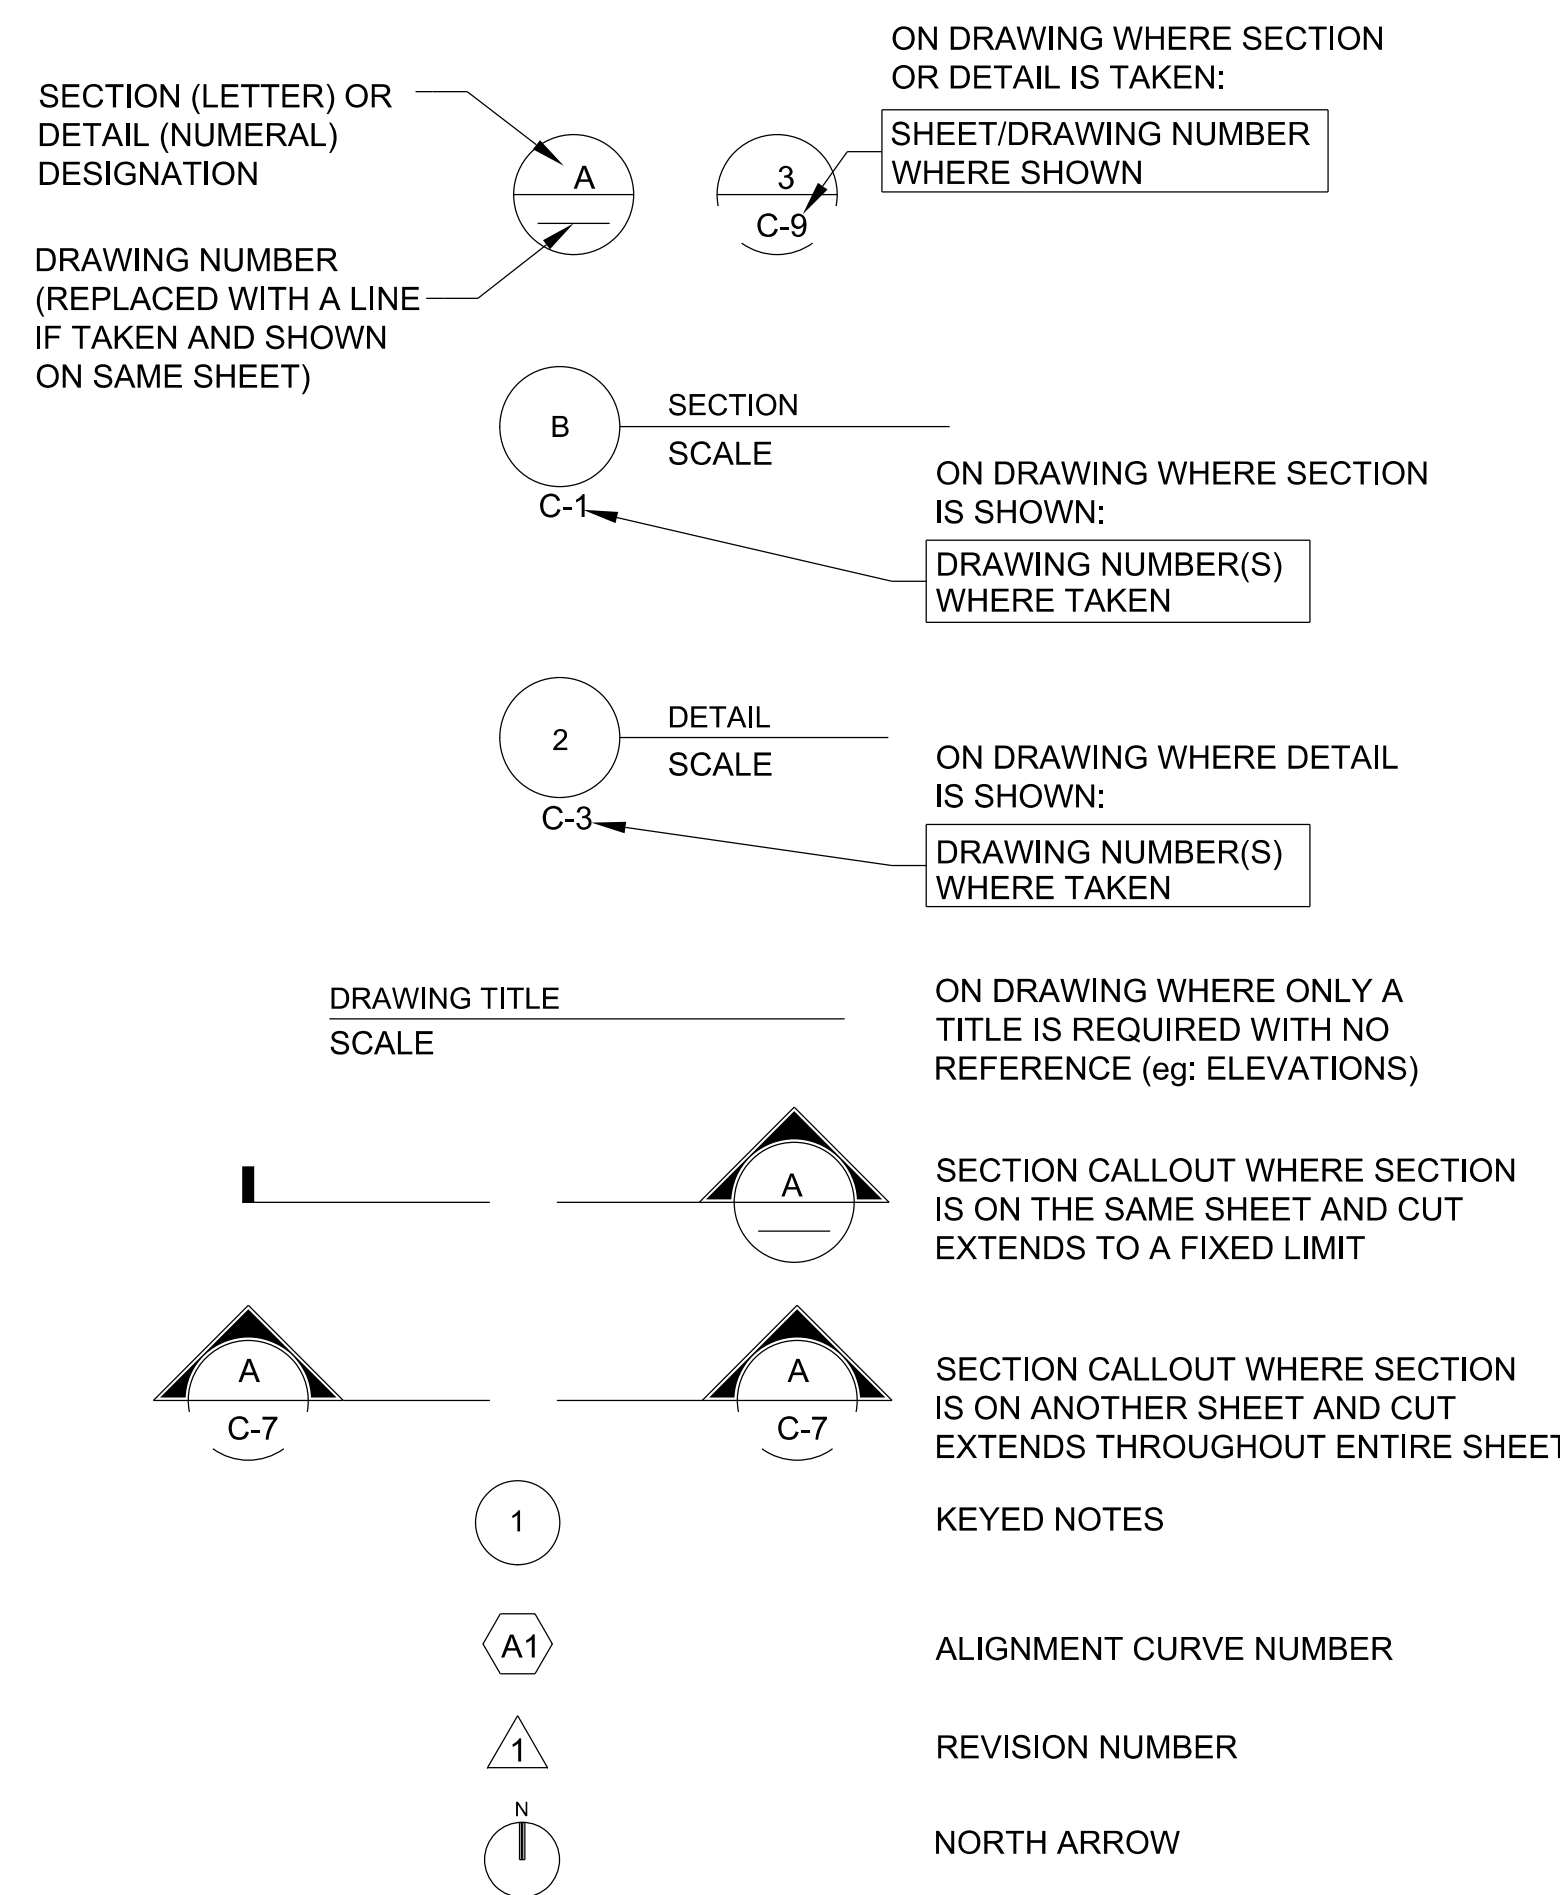 ON DRAWING WHERE SECTION
OR DETAIL IS TAKEN:
SECTION (LETTER) OR
DETAIL (NUMERAL)
DESIGNATION
A
3
C-9
SHEET/DRAWING NUMBER
WHERE SHOWN
DRAWING NUMBER
(REPLACED WITH A LINE
IF TAKEN AND SHOWN
ON SAME SHEET)
B
SECTION
SCALE
C-1
ON DRAWING WHERE SECTION
IS SHOWN:
DRAWING NUMBER(S)
WHERE TAKEN
2
DETAIL
SCALE
C-3
ON DRAWING WHERE DETAIL
IS SHOWN:
DRAWING NUMBER(S)
WHERE TAKEN
DRAWING TITLE
SCALE
ON DRAWING WHERE ONLY A
TITLE IS REQUIRED WITH NO
REFERENCE (eg: ELEVATIONS)
A
SECTION CALLOUT WHERE SECTION
IS ON THE SAME SHEET AND CUT
EXTENDS TO A FIXED LIMIT
A
C-7
A
C-7
SECTION CALLOUT WHERE SECTION
IS ON ANOTHER SHEET AND CUT
EXTENDS THROUGHOUT ENTIRE SHEET
1
KEYED NOTES
A1
ALIGNMENT CURVE NUMBER
1
REVISION NUMBER
N
NORTH ARROW